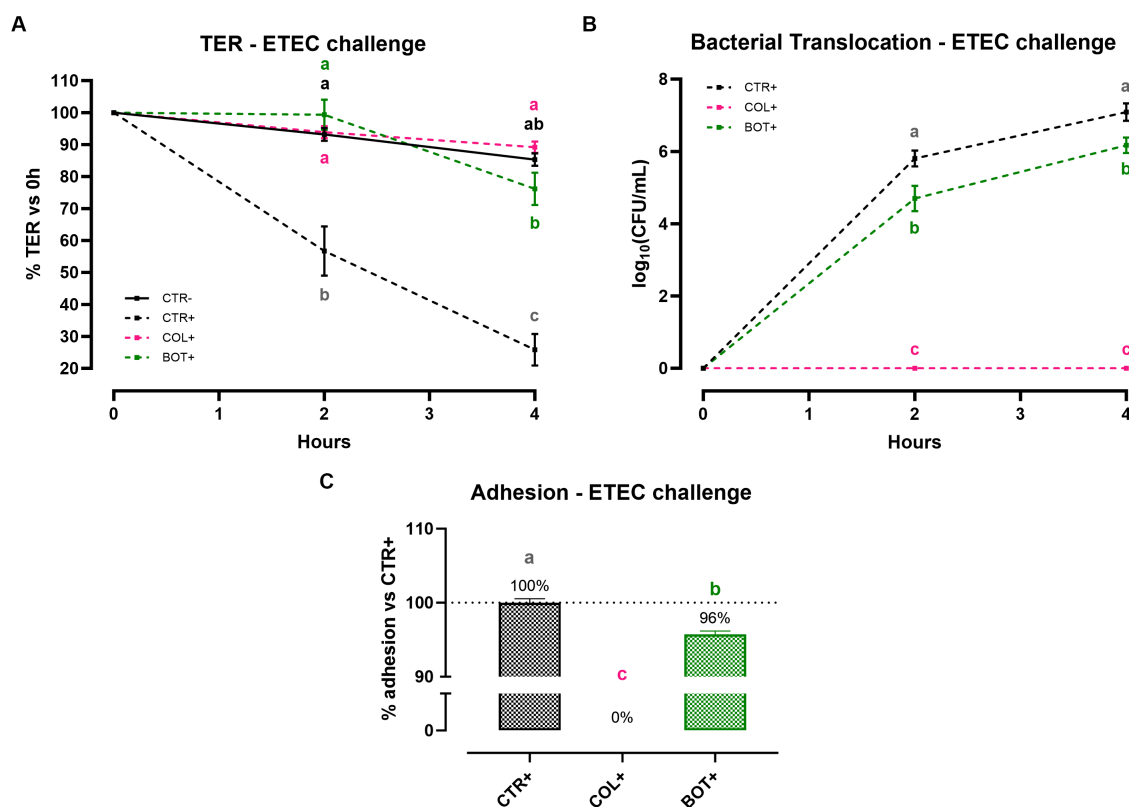 A
TER - ETEC challenge
% TER vs 0h
110
100
90
80
70
60
50
40
30
20
a
a
a
b
a
ab
b
c
CTR-
CTR+
COL+
BOT+
0
1
2
3
4
Hours
B
Bacterial Translocation - ETEC challenge
log10(CFU/mL)
8
6
4
2
0
CTR+
COL+
BOT+
a
b
c
a
b
c
0
1
2
3
4
Hours
C
Adhesion - ETEC challenge
% adhesion vs CTR+
110
100
90
0
a
100%
c
0%
b
96%
CTR+
COL+
BOT+